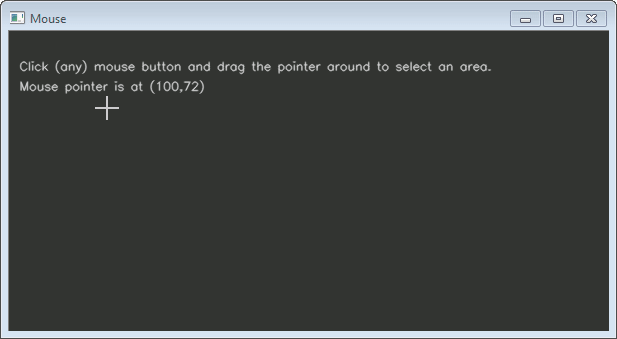 Mouse
Click (any) mouse button and drag the pointer around to select an area.
Mouse pointer is at (100,72)